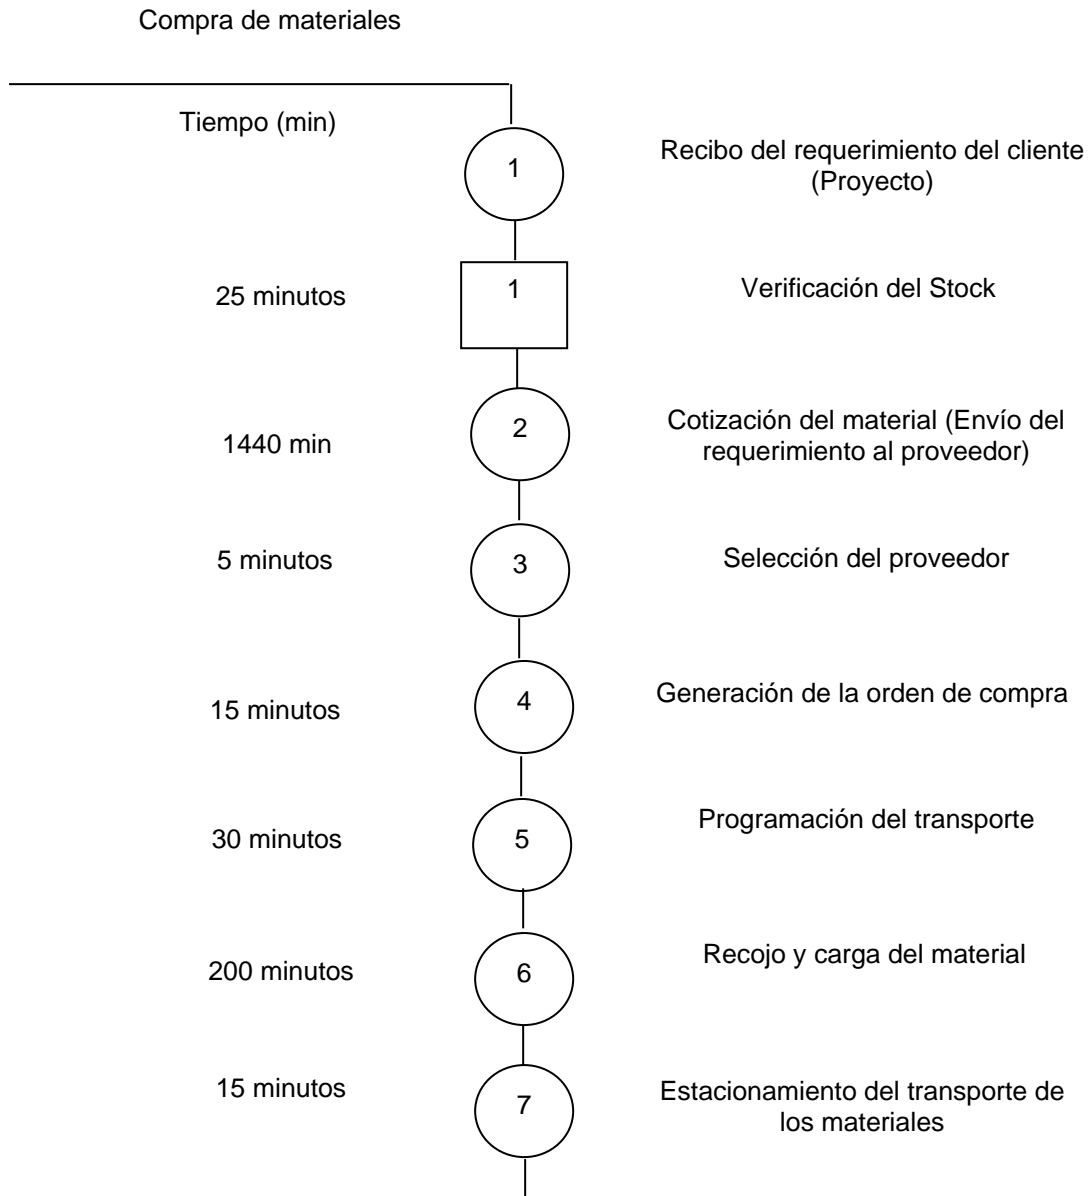 Compra de materiales
Tiempo (min)
1
Recibo del requerimiento del cliente
(Proyecto)
25 minutos
1
Verificación del Stock
1440 min
2
Cotización del material (Envío del
requerimiento al proveedor)
5 minutos
3
Selección del proveedor
15 minutos
4
Generación de la orden de compra
30 minutos
5
Programación del transporte
200 minutos
6
Recojo y carga del material
15 minutos
7
Estacionamiento del transporte de
los materiales